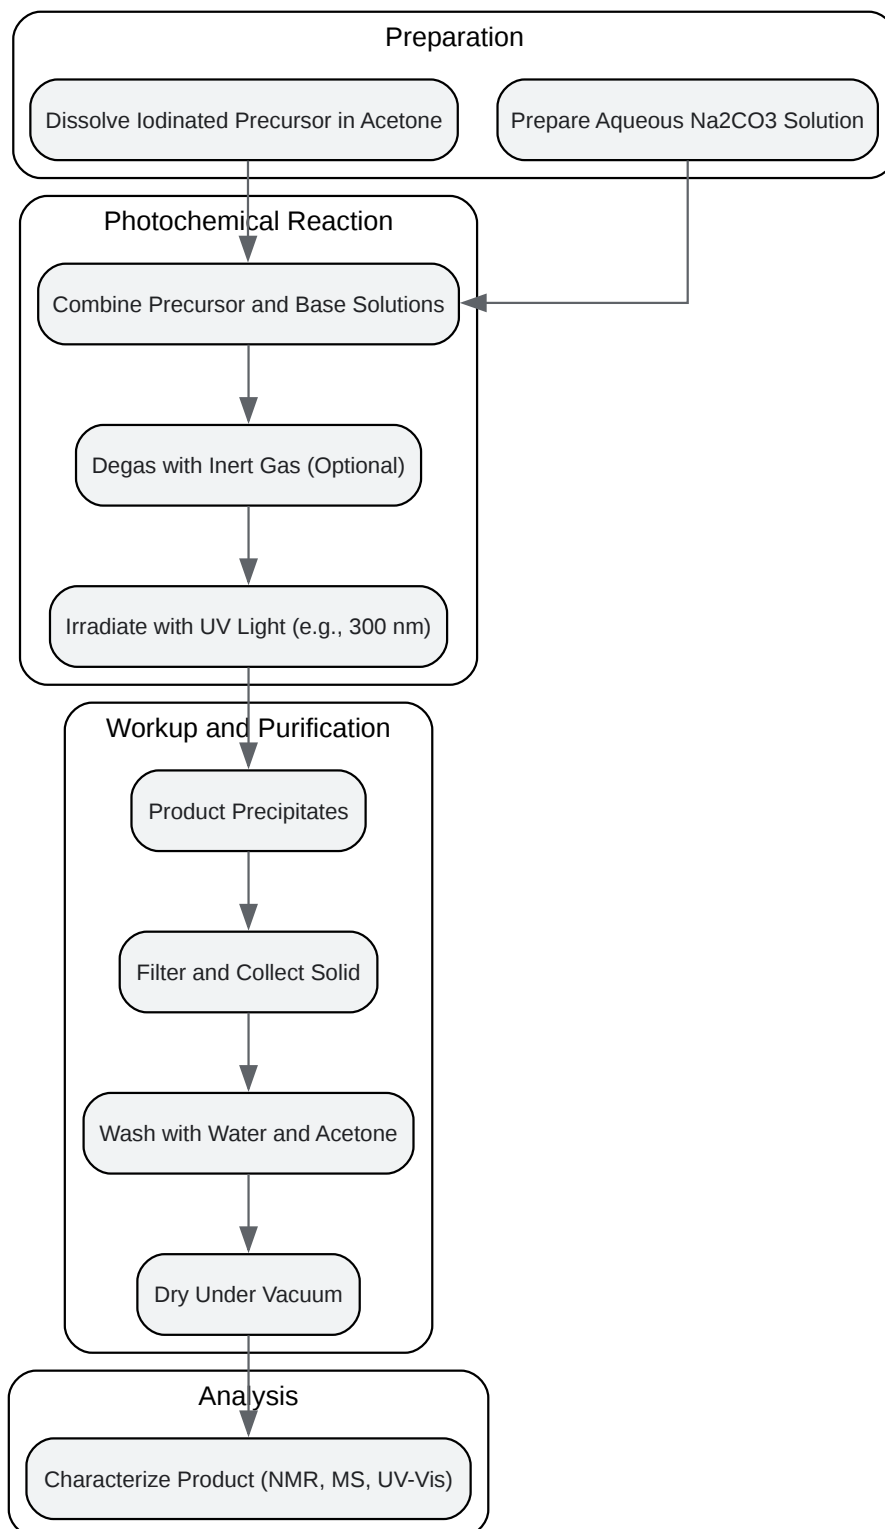 Preparation
Dissolve Iodinated Precursor in Acetone
Prepare Aqueous Na2CO3 Solution
Photochemical Reaction
Combine Precursor and Base Solutions
Degas with Inert Gas (Optional)
Irradiate with UV Light (e.g., 300 nm)
Workup and Purification
Product Precipitates
Filter and Collect Solid
Wash with Water and Acetone
Dry Under Vacuum
Analysis
Characterize Product (NMR, MS, UV-Vis)